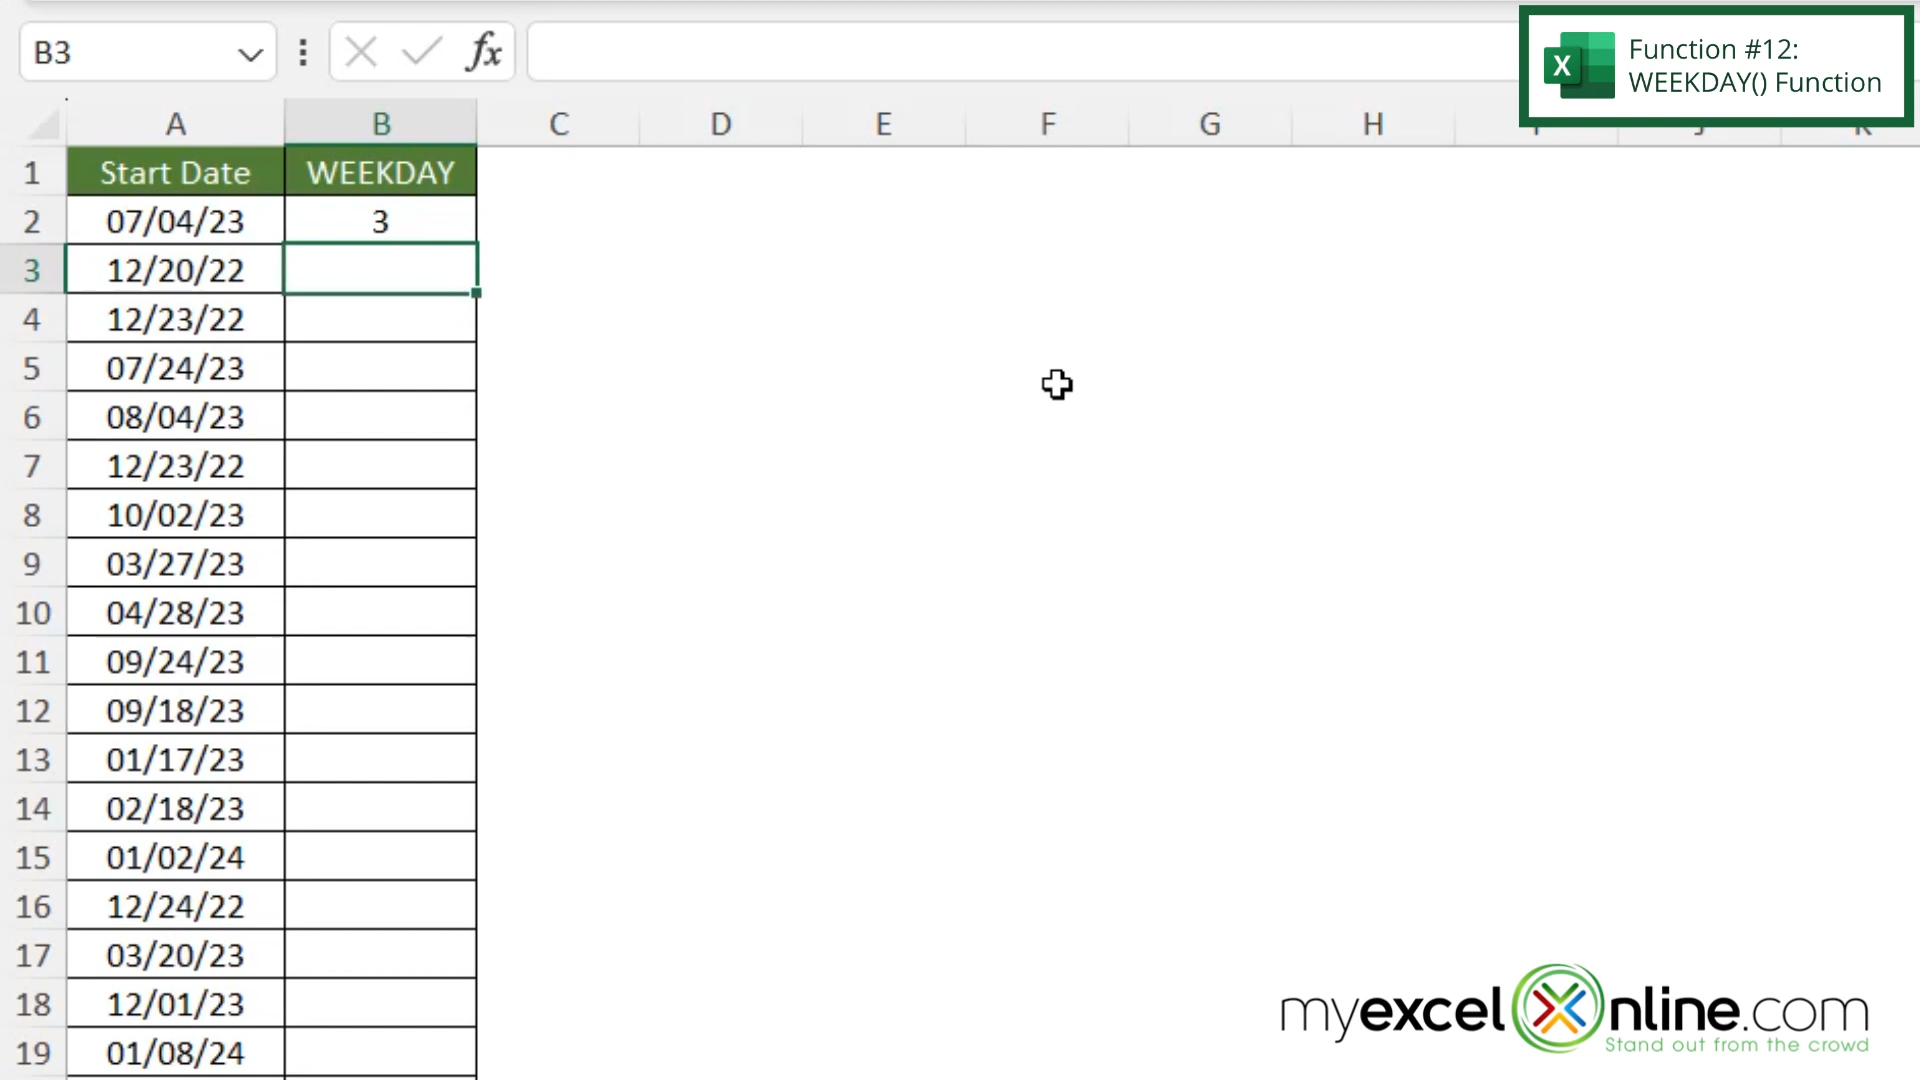 B3
fx
X
Function #12:
WEEKDAY() Function
A B C D E F G H
1 Start Date WEEKDAY
2 07/04/23 3
3 12/20/22
4 12/23/22
5 07/24/23
6 08/04/23
7 12/23/22
8 10/02/23
9 03/27/23
10 04/28/23
11 09/24/23
12 09/18/23
13 01/17/23
14 02/18/23
15 01/02/24
16 12/24/22
17 03/20/23
18 12/01/23
19 01/08/24
myexcelOnline.com
Stand out from the crowd